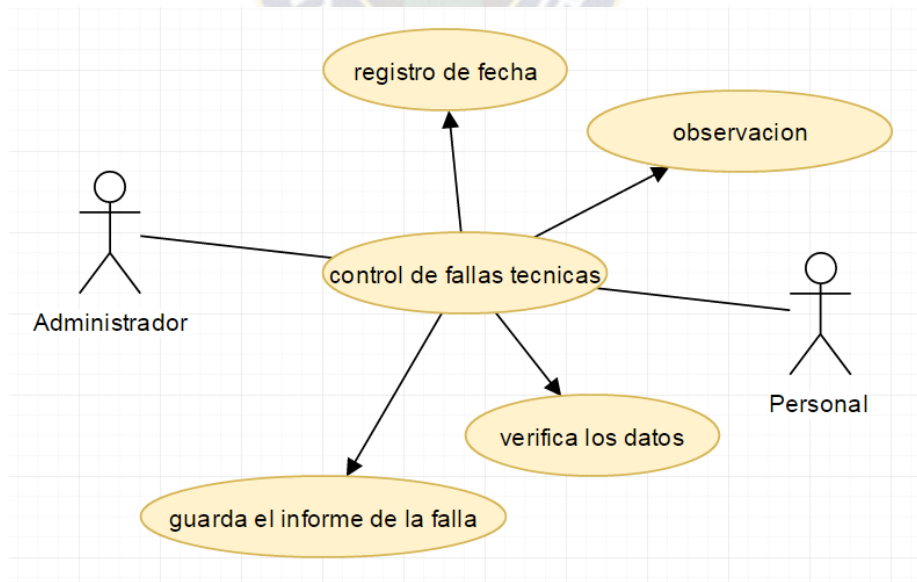 registro de fecha
observacion
control de fallas tecnicas
Administrador
Personal
verifica los datos
guarda el informe de la falla